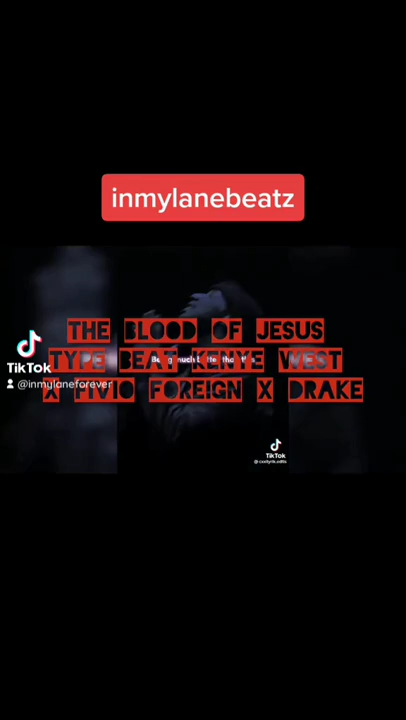 inmylanebeatz
THE BLOOD OF JESUS
TYPE BEAT KENYE WEST
X FIVIO FOREIGN X DRAKE
TikTok
@inmylaneforever
TikTok